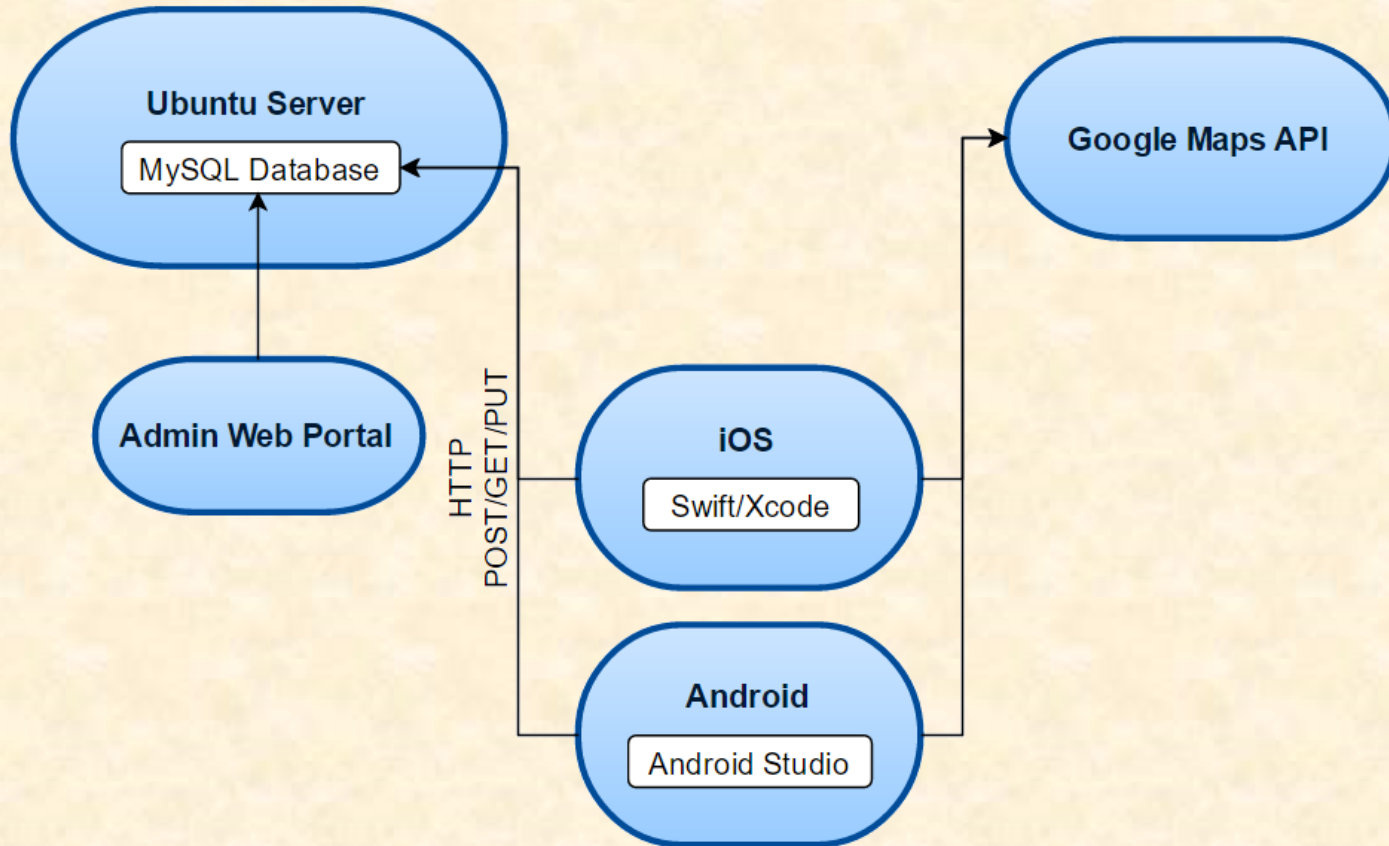 Ubuntu Server
MySQL Database
Google Maps API
Admin Web Portal
HTTP
POST/GET/PUT
iOS
Swift/Xcode
Android
Android Studio